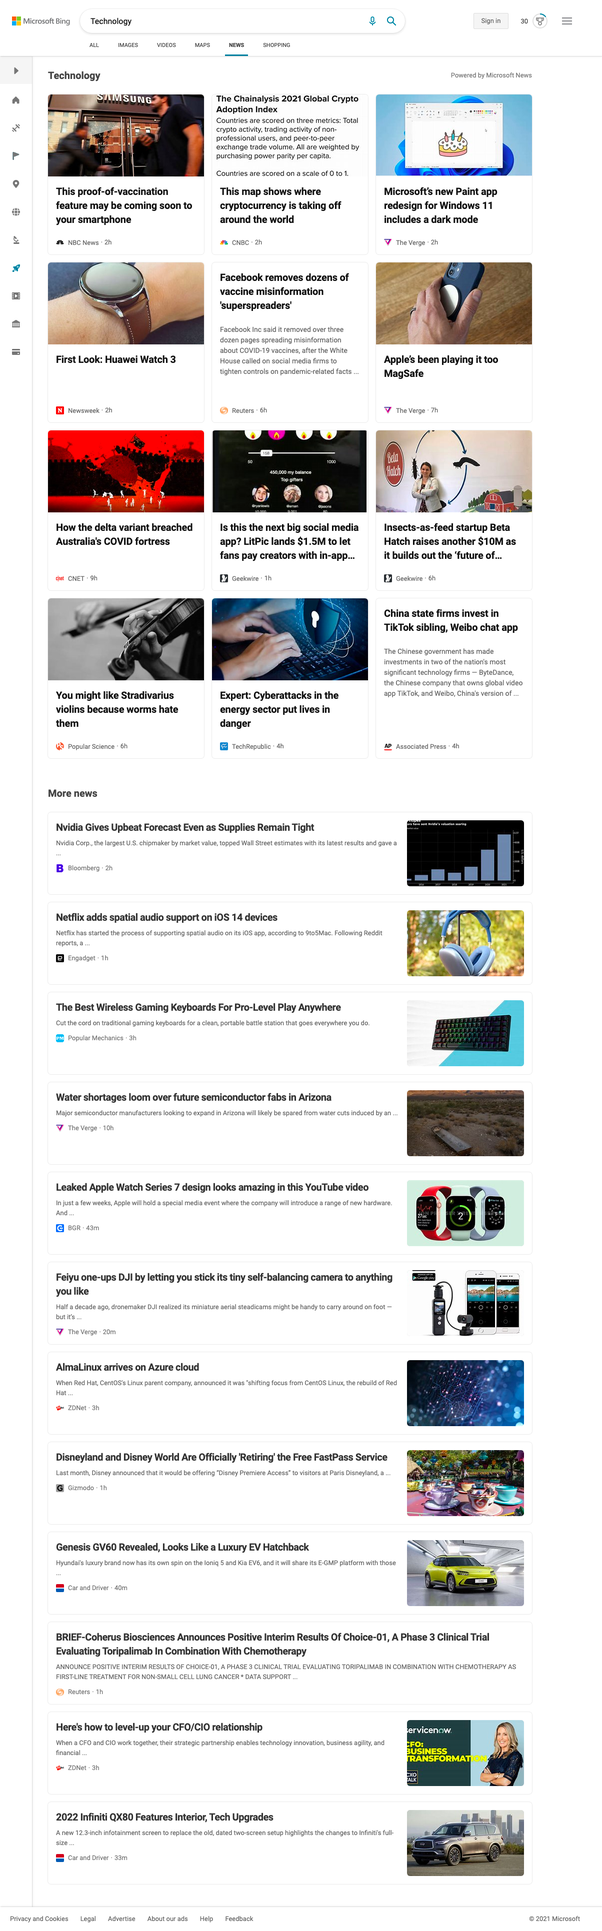 Microsoft Bing
Technology
Sign in
30
ALL
IMAGES
VIDEOS
MAPS
NEWS
SHOPPING
Technology
Powered by Microsoft News
SAMSUNG
This proof-of-vaccination
feature may be coming soon to
your smartphone
NBC News · 2h
The Chainalysis 2021 Global Crypto
Adoption Index
Countries are scored on three metrics: Total
crypto activity, trading activity of non-
professional users, and peer-to-peer
exchange trade volume. All are weighted by
purchasing power parity per capita.
Countries are scored on a scale of 0 to 1.
This map shows where
cryptocurrency is taking off
around the world
CNBC · 2h
Microsoft's new Paint app
redesign for Windows 11
includes a dark mode
The Verge · 2h
First Look: Huawei Watch 3
Newsweek · 2h
Facebook removes dozens of
vaccine misinformation
'superspreaders'
Facebook Inc said it removed over three
dozen pages spreading misinformation
about COVID-19 vaccines, after the White
House called on social media firms to
tighten controls on pandemic-related facts ...
Reuters · 6h
Apple's been playing it too
MagSafe
The Verge · 7h
How the delta variant breached
Australia's COVID fortress
CNET · 9h
50
1000
450,000 my balance
Top gifters
Is this the next big social media
app? LitPic lands $1.5M to let
fans pay creators with in-app...
Geekwire · 1h
Beta
Hatch
Insects-as-feed startup Beta
Hatch raises another $10M as
it builds out the 'future of...
Geekwire · 6h
You might like Stradivarius
violins because worms hate
them
Popular Science · 6h
Expert: Cyberattacks in the
energy sector put lives in
danger
TechRepublic · 4h
China state firms invest in
TikTok sibling, Weibo chat app
The Chinese government has made
investments in two of the nation's most
significant technology firms — ByteDance,
the Chinese company that owns global video
app TikTok, and Weibo, China's version of ...
AP
Associated Press · 4h
More news
Nvidia Gives Upbeat Forecast Even as Supplies Remain Tight
Nvidia Corp., the largest U.S. chipmaker by market value, topped Wall Street estimates with its latest results and gave a
...
Bloomberg · 2h
Netflix adds spatial audio support on iOS 14 devices
Netflix has started the process of supporting spatial audio on its iOS app, according to 9to5Mac. Following Reddit
reports, a ...
Engadget · 1h
The Best Wireless Gaming Keyboards For Pro-Level Play Anywhere
Cut the cord on traditional gaming keyboards for a clean, portable battle station that goes everywhere you do.
Popular Mechanics · 3h
Water shortages loom over future semiconductor fabs in Arizona
Major semiconductor manufacturers looking to expand in Arizona will likely be spared from water cuts induced by an ...
The Verge · 10h
Leaked Apple Watch Series 7 design looks amazing in this YouTube video
In just a few weeks, Apple will hold a special media event where the company will introduce a range of new hardware.
And ...
BGR · 43m
Feiyu one-ups DJI by letting you stick its tiny self-balancing camera to anything
you like
Half a decade ago, dronemaker DJI realized its miniature aerial steadicams might be handy to carry around on foot —
but it's ...
The Verge · 20m
AlmaLinux arrives on Azure cloud
When Red Hat, CentOS's Linux parent company, announced it was "shifting focus from CentOS Linux, the rebuild of Red
Hat ...
ZDNet · 3h
Disneyland and Disney World Are Officially 'Retiring' the Free FastPass Service
Last month, Disney announced that it would be offering "Disney Premiere Access" to visitors at Paris Disneyland, a ...
Gizmodo · 1h
Genesis GV60 Revealed, Looks Like a Luxury EV Hatchback
Hyundai's luxury brand now has its own spin on the Ioniq 5 and Kia EV6, and it will share its E-GMP platform with those
...
Car and Driver · 40m
BRIEF-Coherus Biosciences Announces Positive Interim Results Of Choice-01, A Phase 3 Clinical Trial
Evaluating Toripalimab In Combination With Chemotherapy
ANNOUNCE POSITIVE INTERIM RESULTS OF CHOICE-01, A PHASE 3 CLINICAL TRIAL EVALUATING TORIPALIMAB IN COMBINATION WITH CHEMOTHERAPY AS
FIRST-LINE TREATMENT FOR NON-SMALL CELL LUNG CANCER * DATA SUPPORT ...
Reuters · 1h
Here's how to level-up your CFO/CIO relationship
When a CFO and CIO work together, their strategic partnership enables technology innovation, business agility, and
financial ...
ZDNet · 3h
servicenow.
CFO:
BUSINESS
TRANSFORMATION
CXO
TALK
2022 Infiniti QX80 Features Interior, Tech Upgrades
A new 12.3-inch infotainment screen to replace the old, dated two-screen setup highlights the changes to Infiniti's full-
size ...
Car and Driver · 33m
Privacy and Cookies
Legal
Advertise
About our ads
Help
Feedback
© 2021 Microsoft